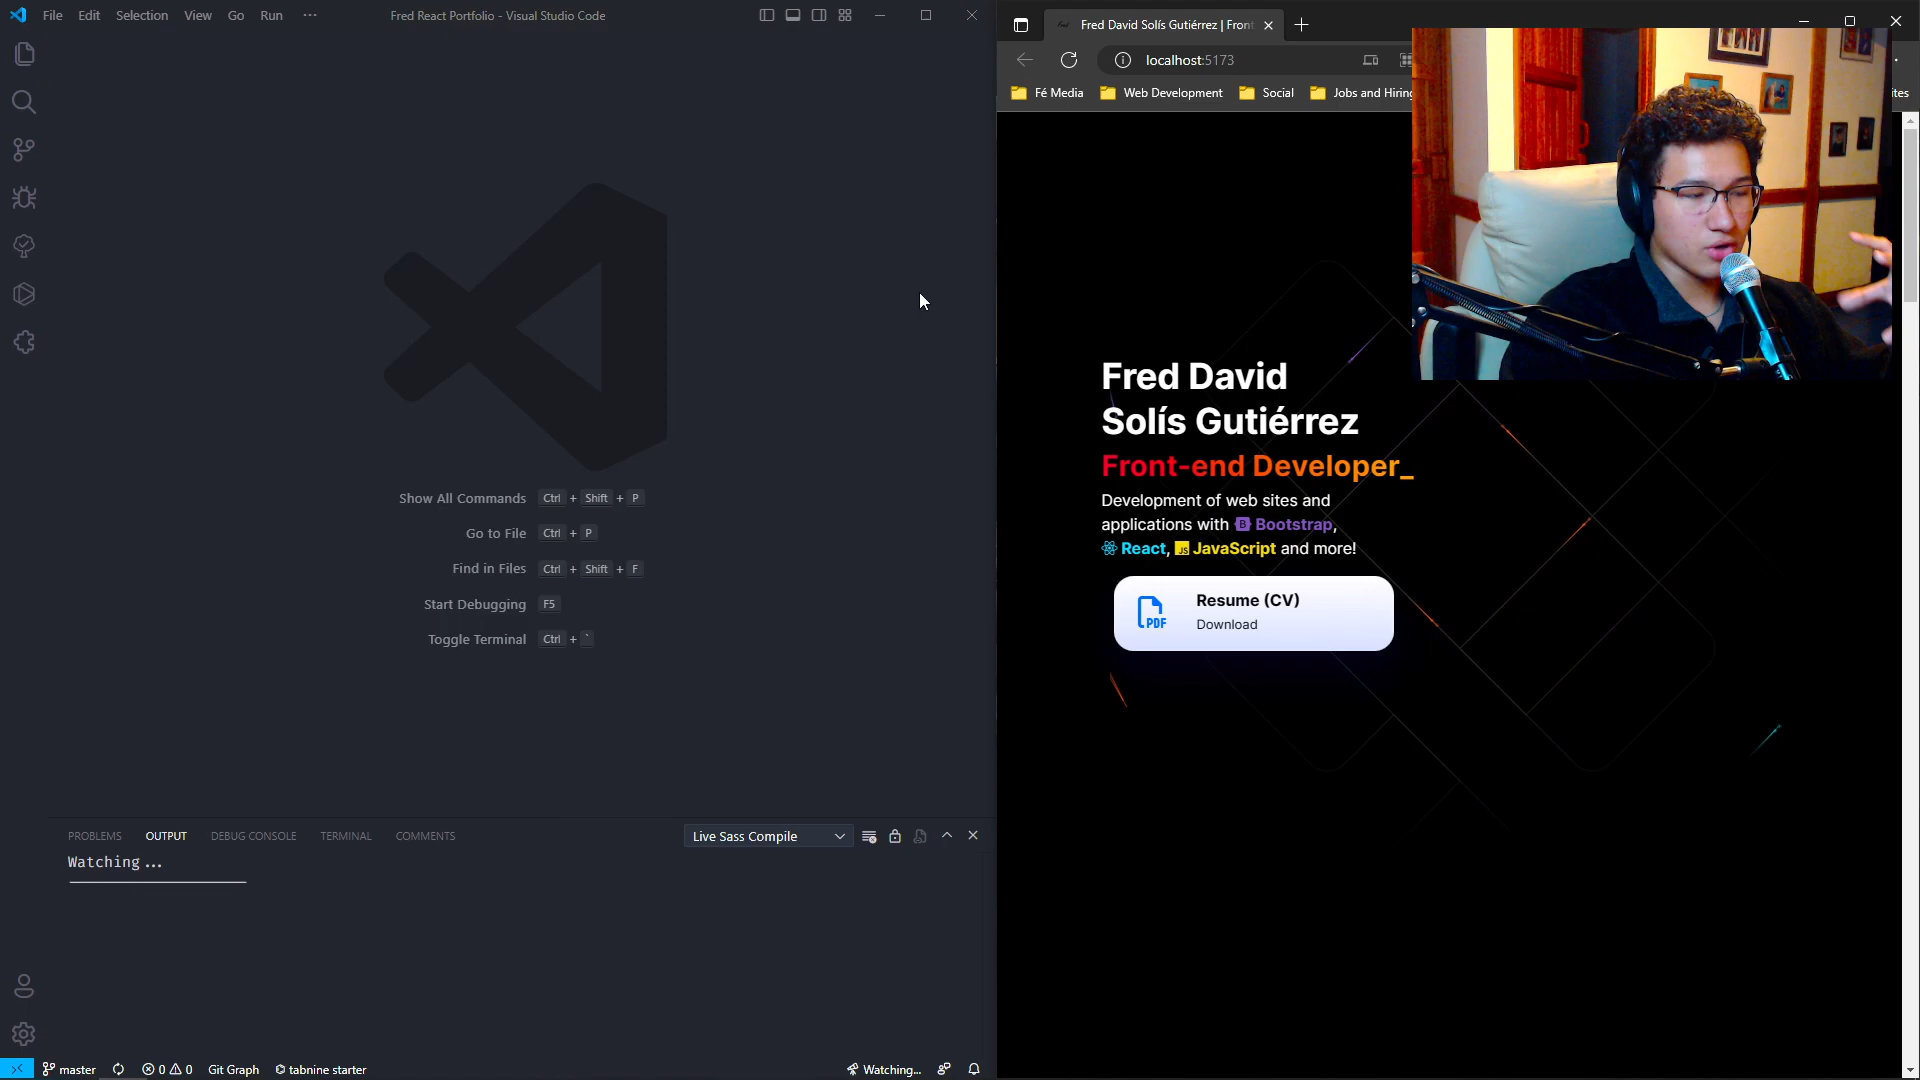 File Edit Selection View Go Run ··· Fred React Portfolio - Visual Studio Code
Show All Commands Ctrl + Shift + P
Go to File Ctrl + P
Find in Files Ctrl + Shift + F
Start Debugging F5
Toggle Terminal Ctrl + `
PROBLEMS OUTPUT DEBUG CONSOLE TERMINAL COMMENTS Live Sass Compile
Watching...
master 0 0 Git Graph tabnine starter Watching...
Fred David Solís Gutiérrez | Front
localhost:5173
Fé Media Web Development Social Jobs and Hiring ites
Fred David
Solís Gutiérrez
Front-end Developer_
Development of web sites and
applications with B Bootstrap,
React, JS JavaScript and more!
PDF
Resume (CV)
Download